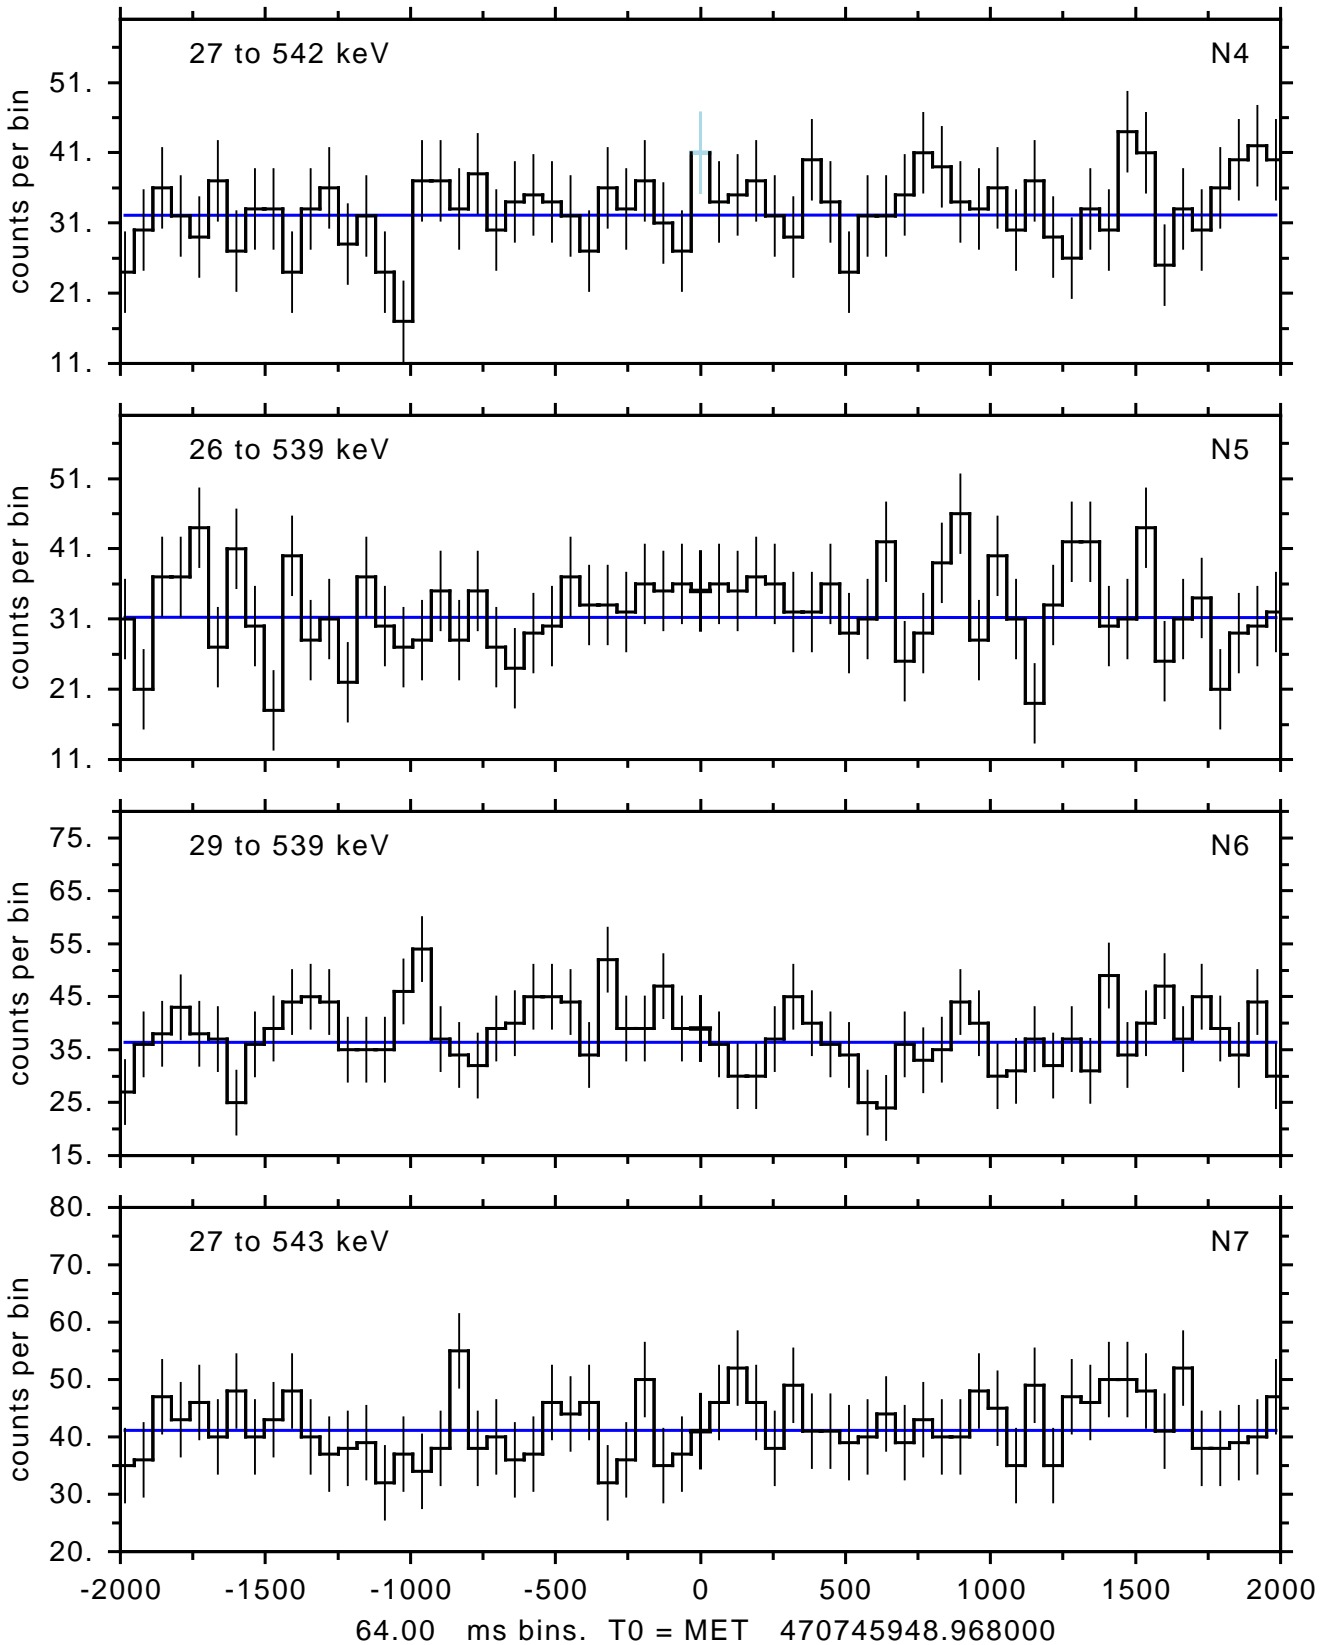 27 to 542 keV N4
51.
41.
31.
21.
11.
counts per bin
26 to 539 keV N5
51.
41.
31.
21.
11.
counts per bin
29 to 539 keV N6
75.
65.
55.
45.
35.
25.
15.
counts per bin
27 to 543 keV N7
80.
70.
60.
50.
40.
30.
20.
counts per bin
-2000 -1500 -1000 -500 0 500 1000 1500 2000
64.00 ms bins. T0 = MET 470745948.968000